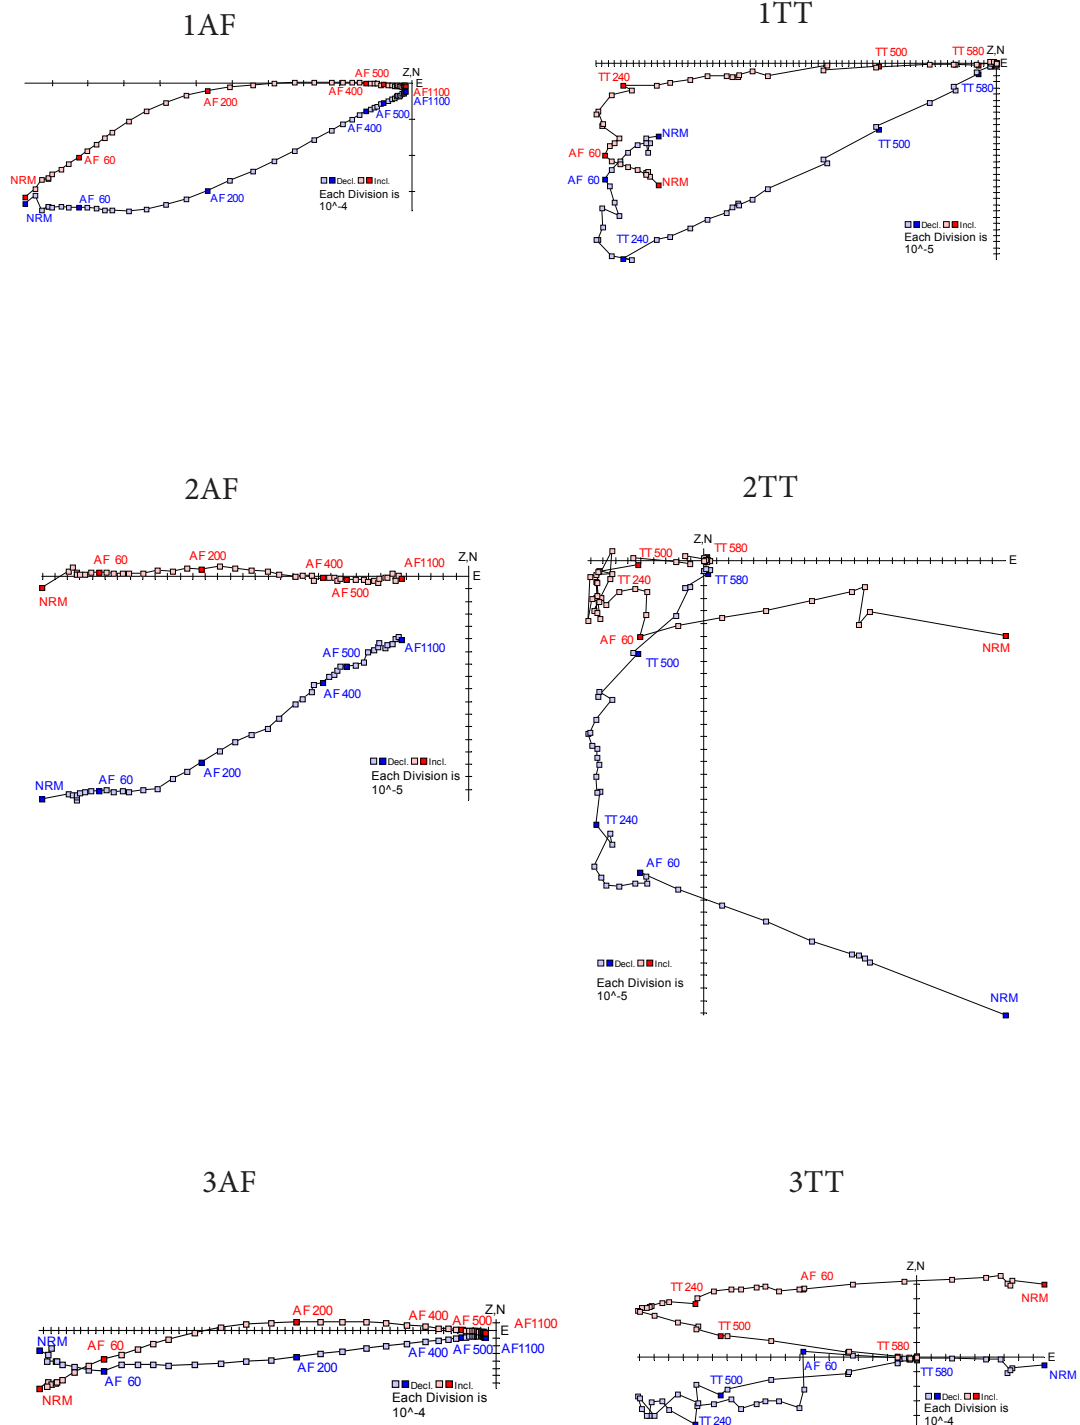 1AF
1TT
AF 500
Z,N
E
AF 400
AF1100
AF 200
AF1100
AF 500
AF 400
AF 60
NRM
AF 60
AF 200
NRM
Decl. Incl.
Each Division is
10^-4
TT 500
TT 580
Z,N
E
TT 240
TT 580
NRM
TT 500
AF 60
AF 60
NRM
TT 240
Decl. Incl.
Each Division is
10^-5
2AF
2TT
AF 60
AF 200
Z,N
E
AF 400
AF1100
AF 500
NRM
AF 500
AF1100
AF 400
AF 200
NRM
AF 60
Decl. Incl.
Each Division is
10^-5
Z,N
TT 500
TT 580
E
TT 240
TT 580
AF 60
NRM
TT 500
TT 240
AF 60
Decl. Incl.
Each Division is
10^-5
NRM
3AF
3TT
Z,N
AF 200
AF 400
AF 500
AF1100
E
NRM
AF 60
AF 400
AF 500
AF1100
AF 200
AF 60
NRM
Decl. Incl.
Each Division is
10^-4
Z,N
AF 60
TT 240
NRM
TT 500
TT 580
E
AF 60
TT 580
NRM
TT 500
Decl. Incl.
Each Division is
10^-4
TT 240